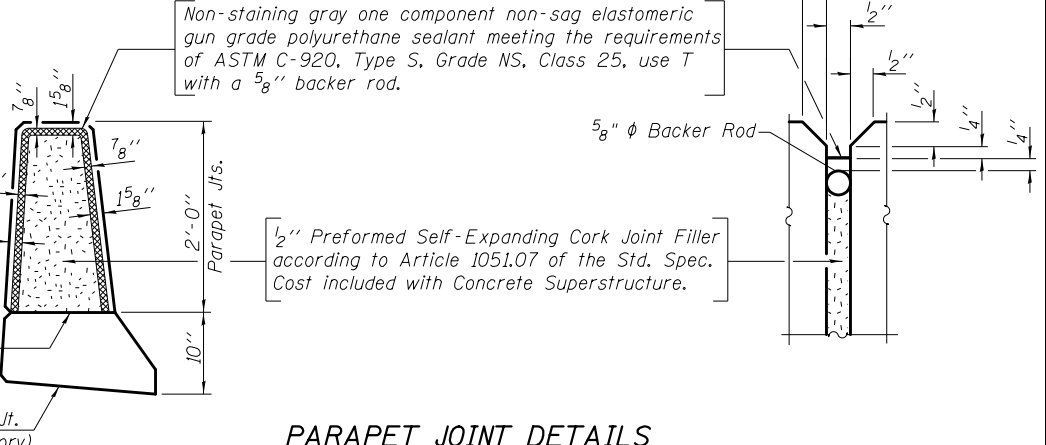 Non-staining gray one component non-sag elastomeric
gun grade polyurethane sealant meeting the requirements
of ASTM C-920, Type S, Grade NS, Class 25, use T
with a 5/8" backer rod.
1/2"
1/2"
1/2"
1/4"
1/4"
5/8" φ Backer Rod
7/8"
1 5/8"
7/8"
1 5/8"
2'-0"
Parapet Jts.
10"
1/2" Preformed Self-Expanding Cork Joint Filler
according to Article 1051.07 of the Std. Spec.
Cost included with Concrete Superstructure.
Jt.
PARAPET JOINT DETAILS